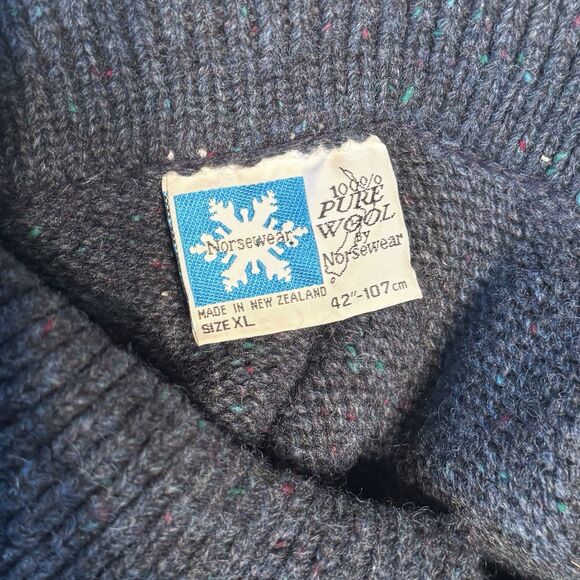 Norsewear
MADE IN NEW ZEALAND
SIZE XL
100%
PURE
WOOL
by
Norsewear
42"-107cm